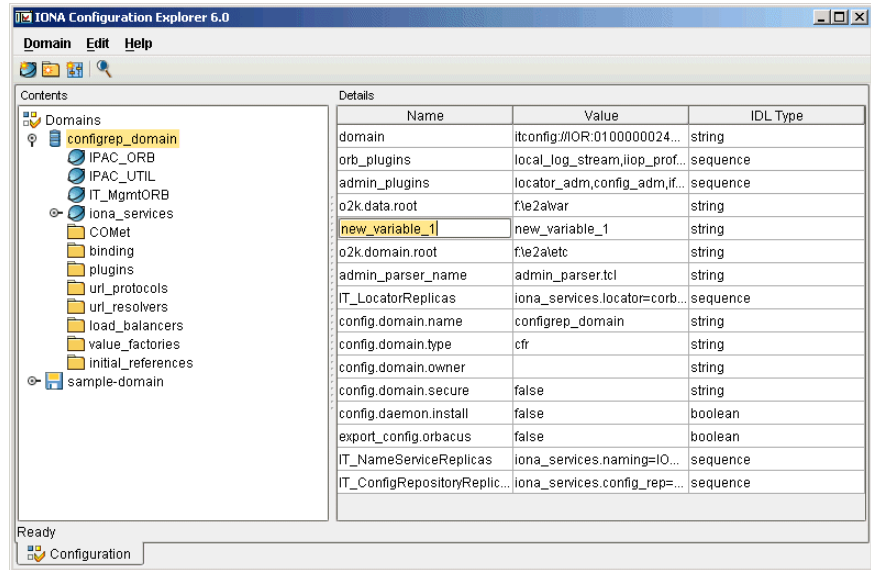 IONA Configuration Explorer 6.0
Domain Edit Help
Contents
Details
Domains
configrep_domain
IPAC_ORB
IPAC_UTIL
IT_MgmtORB
iona_services
COMet
binding
plugins
url_protocols
url_resolvers
load_balancers
value_factories
initial_references
sample-domain
Name Value IDL Type
domain itconfig://IOR:0100000024... string
orb_plugins local_log_stream,iiop_prof... sequence
admin_plugins locator_adm,config_adm,if... sequence
o2k.data.root f:\e2a\var string
new_variable_1 new_variable_1 string
o2k.domain.root f:\e2a\etc string
admin_parser_name admin_parser.tcl string
IT_LocatorReplicas iona_services.locator=corb... sequence
config.domain.name configrep_domain string
config.domain.type cfr string
config.domain.owner string
config.domain.secure false string
config.daemon.install false boolean
export_config.orbacus false boolean
IT_NameServiceReplicas iona_services.naming=IO... sequence
IT_ConfigRepositoryReplic... iona_services.config_rep=... sequence
Ready
Configuration